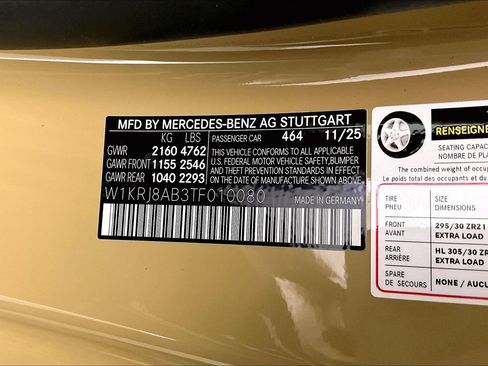 MFD BY MERCEDES-BENZ AG STUTTGART
KG LBS PASSENGER CAR 464 11/25
GVWR 2160 4762
GAWR FRONT 1155 2546
GAWR REAR 1040 2293
THIS VEHICLE CONFORMS TO ALL APPLICABLE
U.S. FEDERAL MOTOR VEHICLE SAFETY,BUMPER
AND THEFT PREVENTION STANDARDS IN EFFECT
ON THE DATE OF MANUFACTURE SHOWN ABOVE
W1KRJ8AB3TF010080
MADE IN GERMANY
RENSEIGNE
SEATING CAPAC
NOMBRE DE PLA
The combined weight of occupan
Le poids total des occupants et du
TIRE
PNEU
FRONT
AVANT
295/30 ZR21
EXTRA LOAD
REAR
ARRIÈRE
HL 305/30 ZR
EXTRA LOAD
SPARE
DE SECOURS
NONE / AUCU